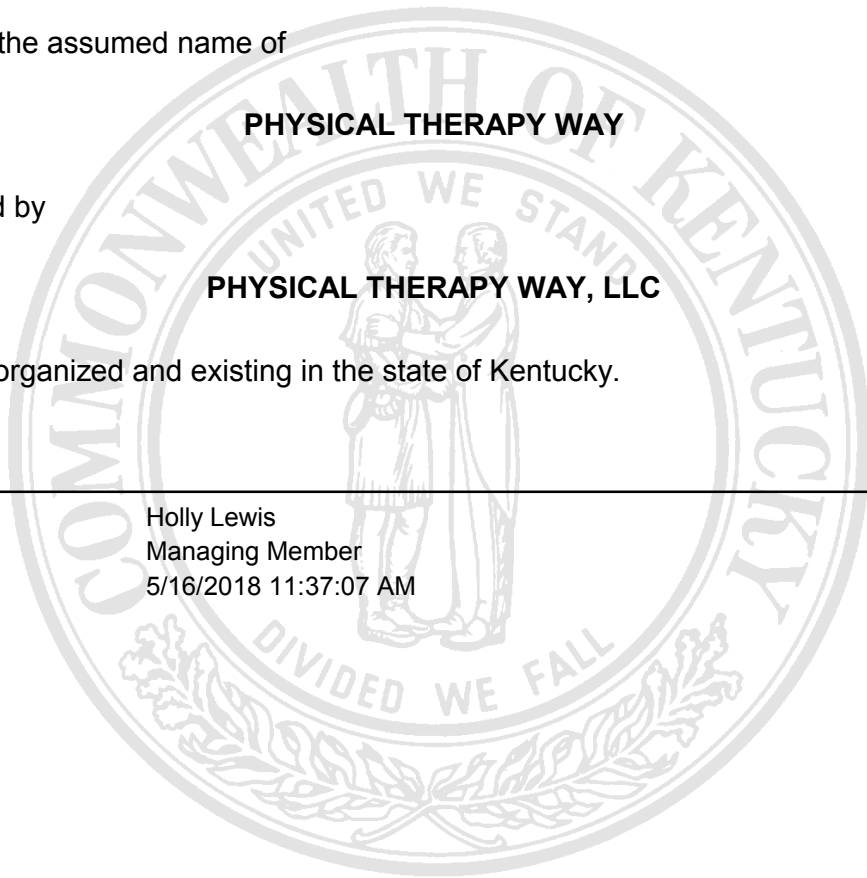 the assumed name of
PHYSICAL THERAPY WAY
d by
PHYSICAL THERAPY WAY, LLC
organized and existing in the state of Kentucky.
Holly Lewis
Managing Member
5/16/2018 11:37:07 AM
COMMONWEALTH OF KENTUCKY
UNITED WE STAND
DIVIDED WE FALL